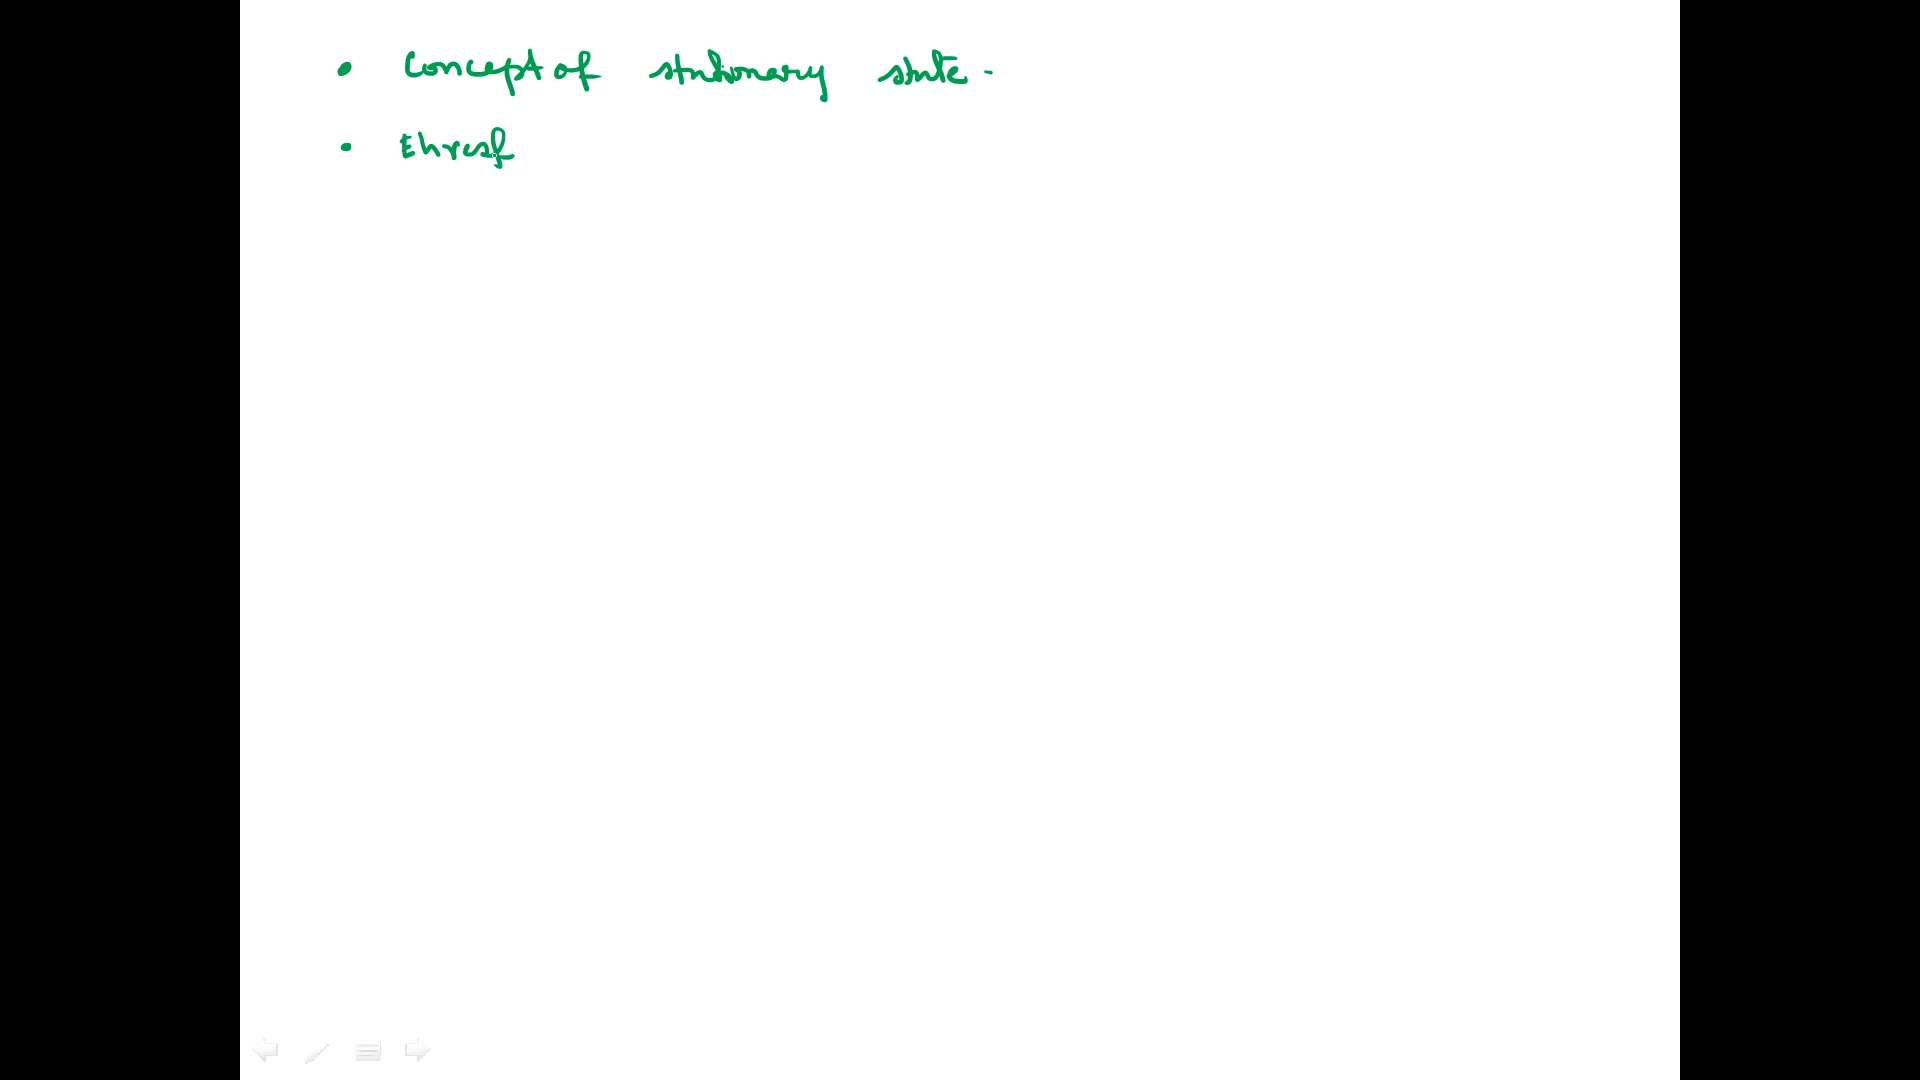 • Concept of stationary state -
• Ehrenf